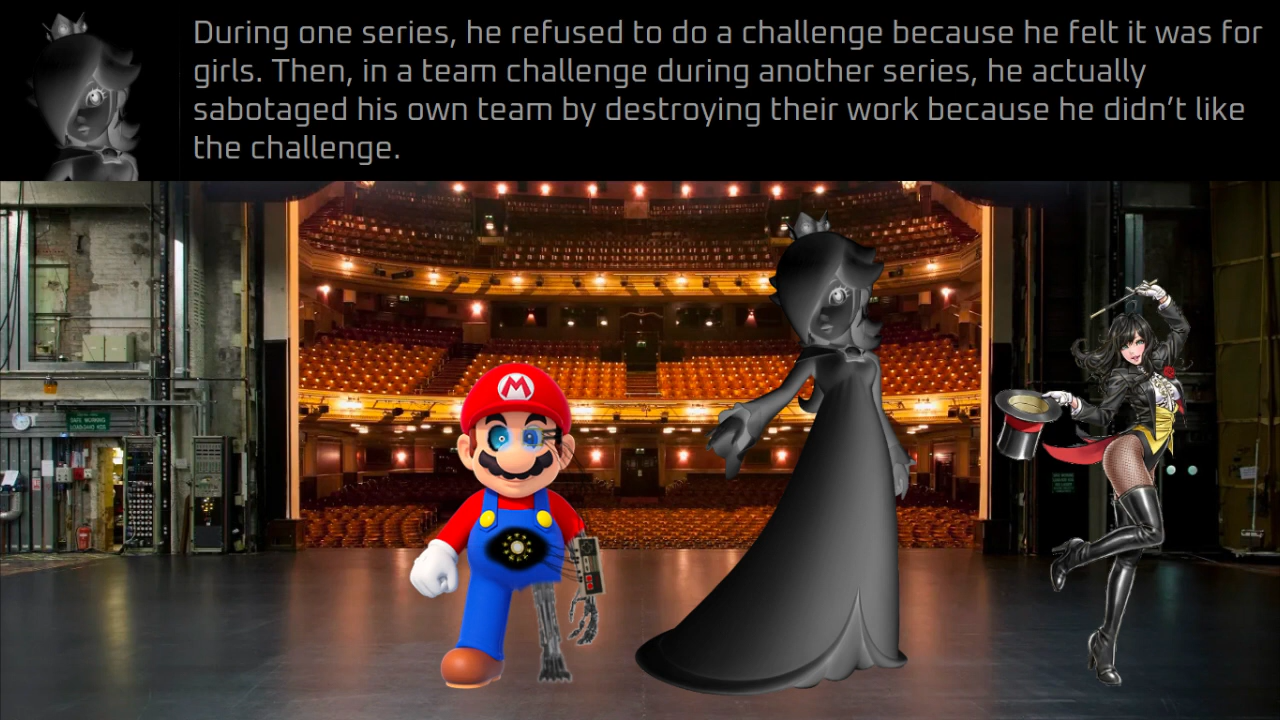 During one series, he refused to do a challenge because he felt it was for
girls. Then, in a team challenge during another series, he actually
sabotaged his own team by destroying their work because he didn’t like
the challenge.
M